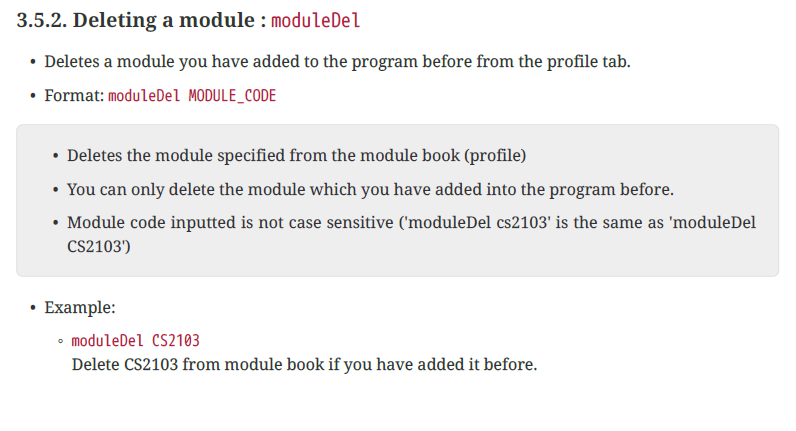 3.5.2. Deleting a module : moduleDel
• Deletes a module you have added to the program before from the profile tab.
• Format: moduleDel MODULE_CODE
• Deletes the module specified from the module book (profile)
• You can only delete the module which you have added into the program before.
• Module code inputted is not case sensitive ('moduleDel cs2103' is the same as 'moduleDel
CS2103')
• Example:
◦ moduleDel CS2103
Delete CS2103 from module book if you have added it before.